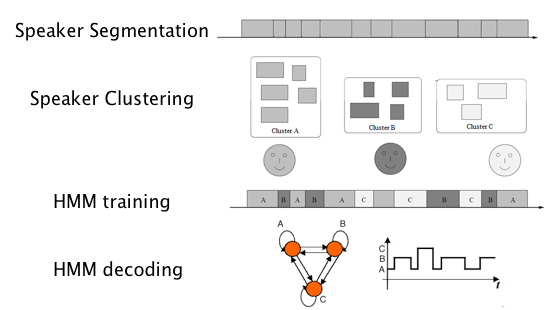 Speaker Segmentation
Speaker Clustering
Cluster A
Cluster B
Cluster C
HMM training
A B A B A C C B C B A
HMM decoding
A B
C
C
B
A
t